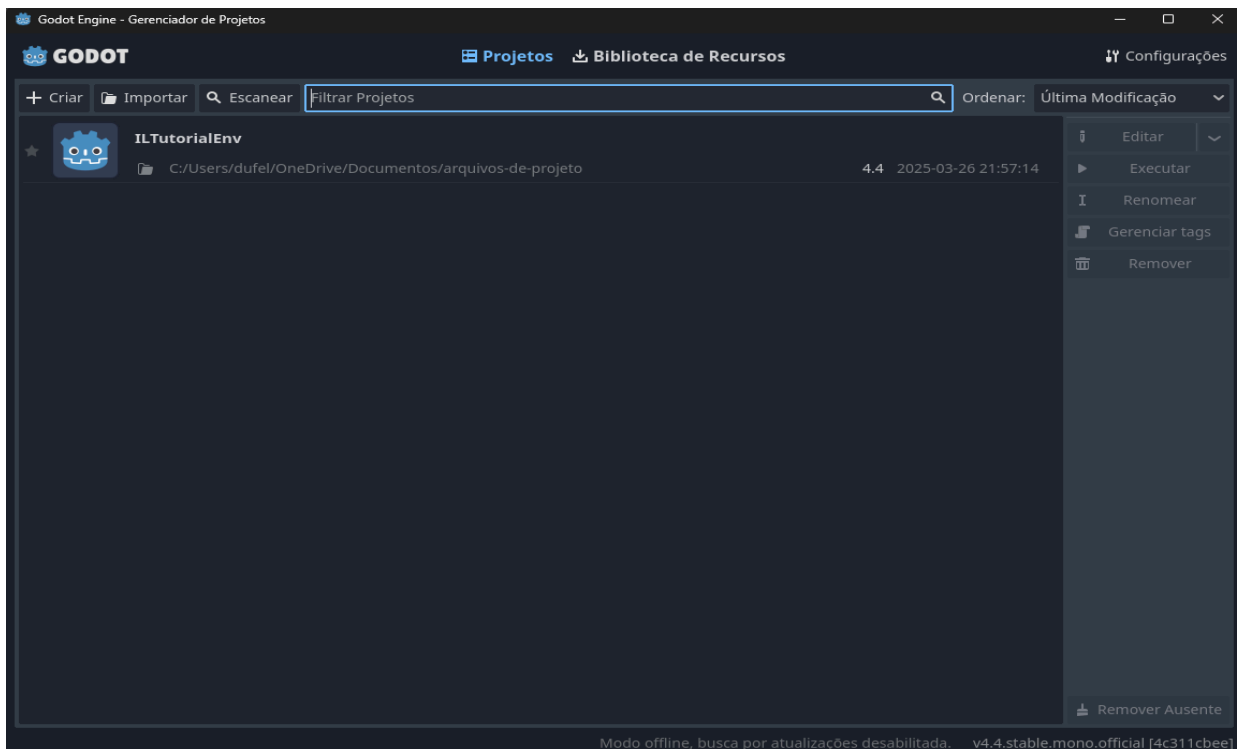 Godot Engine - Gerenciador de Projetos
GODOT
Projetos
Biblioteca de Recursos
Configurações
Criar
Importar
Escanear
Filtrar Projetos
Ordenar:
Última Modificação
ILTutorialEnv
C:/Users/dufel/OneDrive/Documentos/arquivos-de-projeto
4.4
2025-03-26 21:57:14
Editar
Executar
Renomear
Gerenciar tags
Remover
Remover Ausente
Modo offline, busca por atualizações desabilitada.
v4.4.stable.mono.official [4c311cbee]